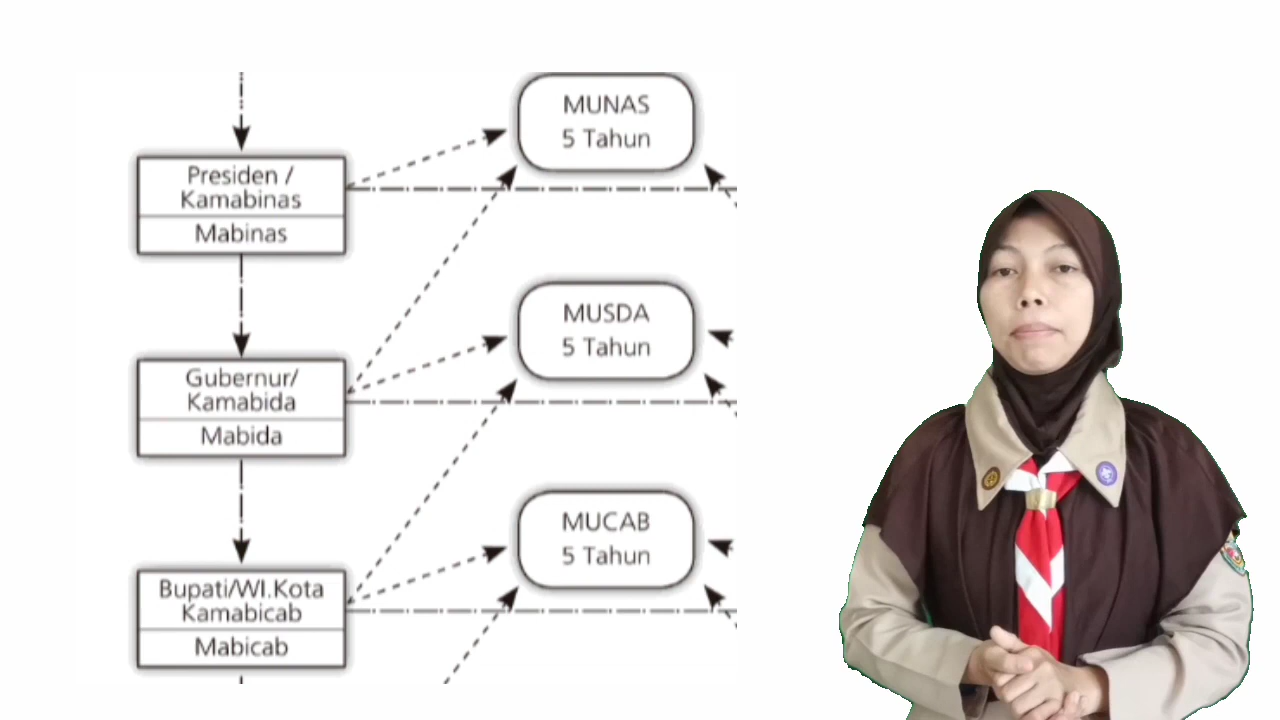 MUNAS
5 Tahun
Presiden /
Kamabinas
Mabinas
MUSDA
5 Tahun
Gubernur/
Kamabida
Mabida
MUCAB
5 Tahun
Bupati/WI.Kota
Kamabicab
Mabicab